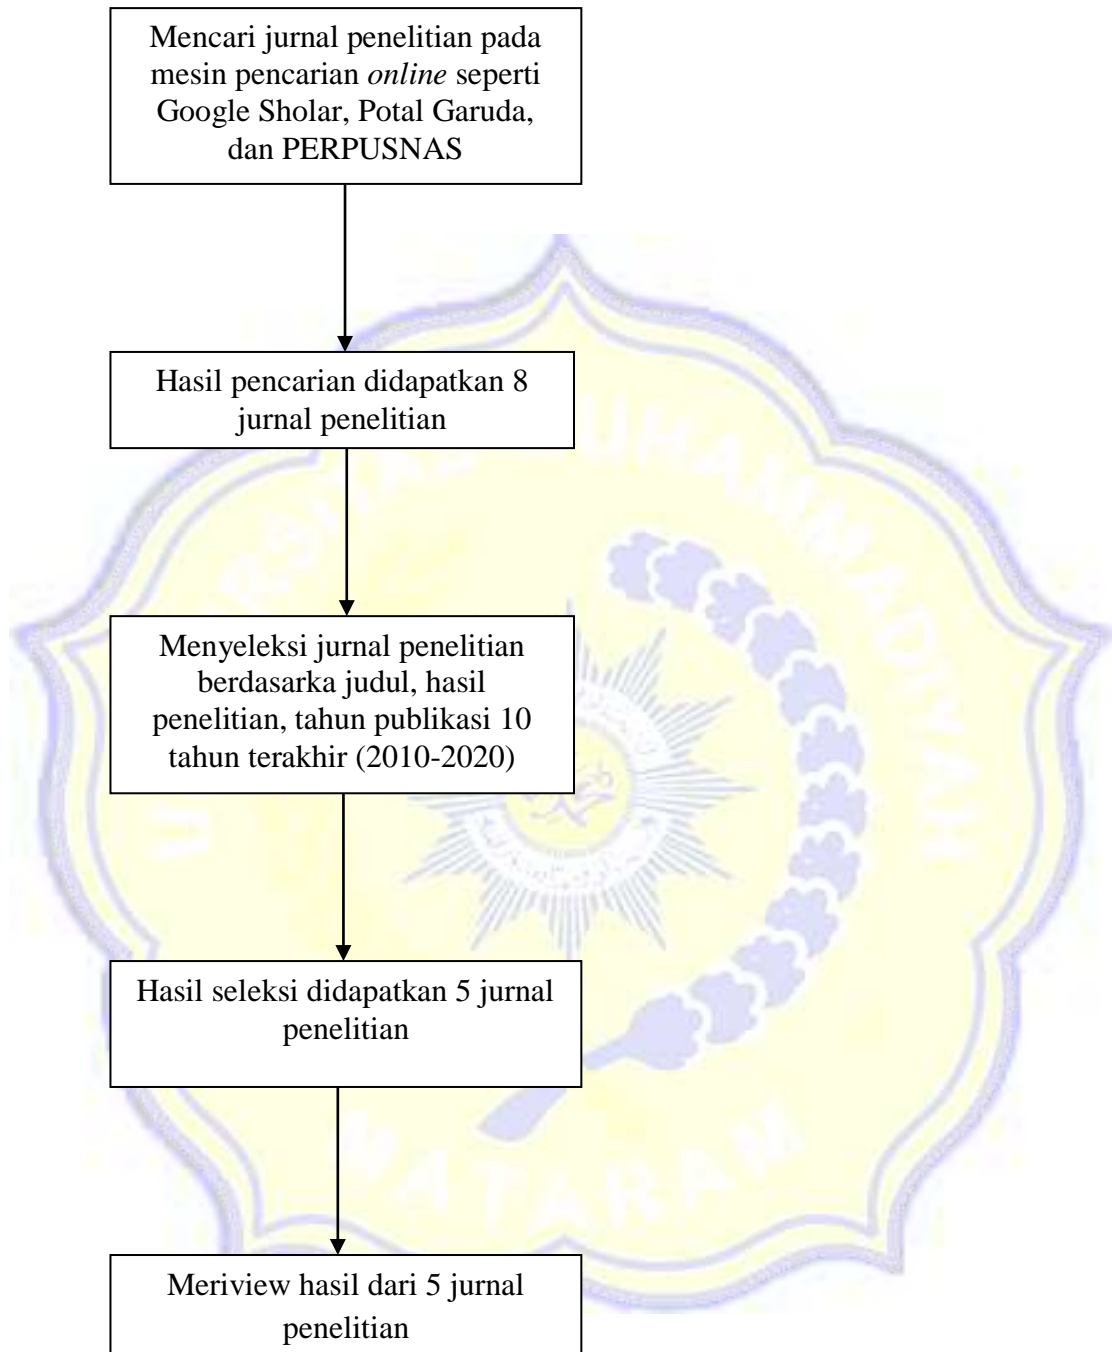 Mencari jurnal penelitian pada
mesin pencarian online seperti
Google Sholar, Potal Garuda,
dan PERPUSNAS
Hasil pencarian didapatkan 8
jurnal penelitian
Menyeleksi jurnal penelitian
berdasarka judul, hasil
penelitian, tahun publikasi 10
tahun terakhir (2010-2020)
Hasil seleksi didapatkan 5 jurnal
penelitian
Meriview hasil dari 5 jurnal
penelitian
MUHAMMADIYAH
MATARAM